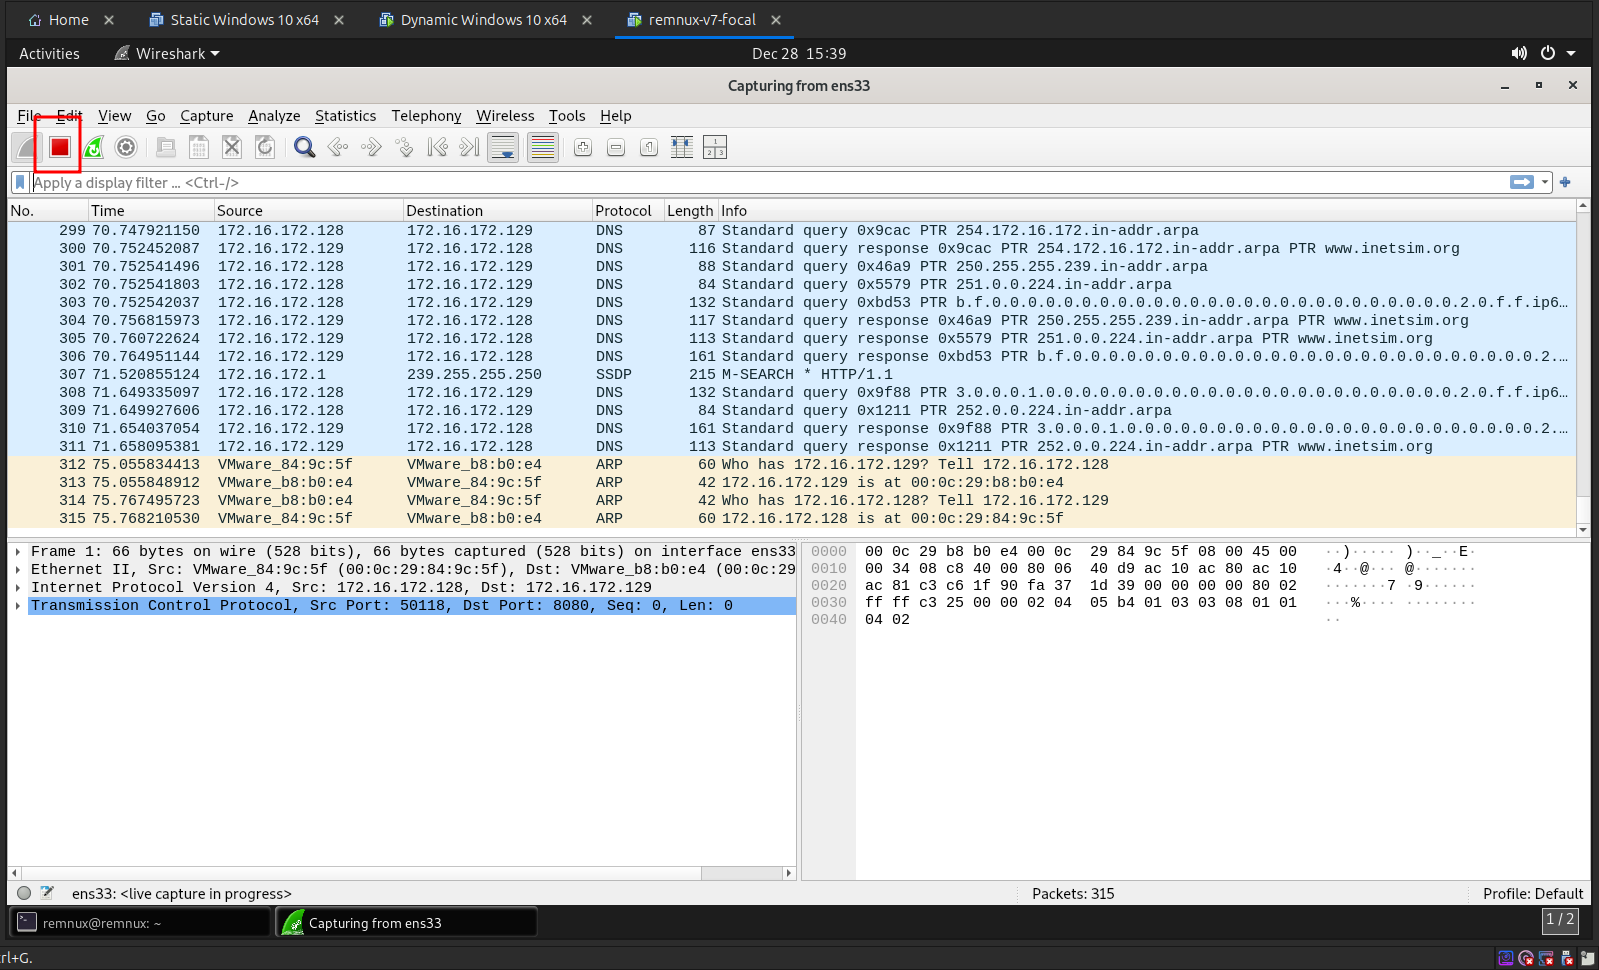 Home × Static Windows 10 x64 × Dynamic Windows 10 x64 × remnux-v7-focal ×
Activities Wireshark Dec 28 15:39
Capturing from ens33
File Edit View Go Capture Analyze Statistics Telephony Wireless Tools Help
Apply a display filter ... <Ctrl-/>
No. Time Source Destination Protocol Length Info
299 70.747921150 172.16.172.128 172.16.172.129 DNS 87 Standard query 0x9cac PTR 254.172.16.172.in-addr.arpa
300 70.752452087 172.16.172.129 172.16.172.128 DNS 116 Standard query response 0x9cac PTR 254.172.16.172.in-addr.arpa PTR www.inetsim.org
301 70.752541496 172.16.172.128 172.16.172.129 DNS 88 Standard query 0x46a9 PTR 250.255.255.239.in-addr.arpa
302 70.752541803 172.16.172.128 172.16.172.129 DNS 84 Standard query 0x5579 PTR 251.0.0.224.in-addr.arpa
303 70.752542037 172.16.172.128 172.16.172.129 DNS 132 Standard query 0xbd53 PTR b.f.0.0.0.0.0.0.0.0.0.0.0.0.0.0.0.0.0.0.0.0.0.0.0.0.0.0.2.0.f.f.ip6…
304 70.756815973 172.16.172.129 172.16.172.128 DNS 117 Standard query response 0x46a9 PTR 250.255.255.239.in-addr.arpa PTR www.inetsim.org
305 70.760722624 172.16.172.129 172.16.172.128 DNS 113 Standard query response 0x5579 PTR 251.0.0.224.in-addr.arpa PTR www.inetsim.org
306 70.764951144 172.16.172.129 172.16.172.128 DNS 161 Standard query response 0xbd53 PTR b.f.0.0.0.0.0.0.0.0.0.0.0.0.0.0.0.0.0.0.0.0.0.0.0.0.0.0.2.…
307 71.520855124 172.16.172.1 239.255.255.250 SSDP 215 M-SEARCH * HTTP/1.1
308 71.649335097 172.16.172.128 172.16.172.129 DNS 132 Standard query 0x9f88 PTR 3.0.0.0.1.0.0.0.0.0.0.0.0.0.0.0.0.0.0.0.0.0.0.0.0.0.0.0.2.0.f.f.ip6…
309 71.649927606 172.16.172.128 172.16.172.129 DNS 84 Standard query 0x1211 PTR 252.0.0.224.in-addr.arpa
310 71.654037054 172.16.172.129 172.16.172.128 DNS 161 Standard query response 0x9f88 PTR 3.0.0.0.1.0.0.0.0.0.0.0.0.0.0.0.0.0.0.0.0.0.0.0.0.0.0.0.2.…
311 71.658095381 172.16.172.129 172.16.172.128 DNS 113 Standard query response 0x1211 PTR 252.0.0.224.in-addr.arpa PTR www.inetsim.org
312 75.055834413 VMware_84:9c:5f VMware_b8:b0:e4 ARP 60 Who has 172.16.172.129? Tell 172.16.172.128
313 75.055848912 VMware_b8:b0:e4 VMware_84:9c:5f ARP 42 172.16.172.129 is at 00:0c:29:b8:b0:e4
314 75.767495723 VMware_b8:b0:e4 VMware_84:9c:5f ARP 42 Who has 172.16.172.128? Tell 172.16.172.129
315 75.768210530 VMware_84:9c:5f VMware_b8:b0:e4 ARP 60 172.16.172.128 is at 00:0c:29:84:9c:5f
Frame 1: 66 bytes on wire (528 bits), 66 bytes captured (528 bits) on interface ens33
Ethernet II, Src: VMware_84:9c:5f (00:0c:29:84:9c:5f), Dst: VMware_b8:b0:e4 (00:0c:29
Internet Protocol Version 4, Src: 172.16.172.128, Dst: 172.16.172.129
Transmission Control Protocol, Src Port: 50118, Dst Port: 8080, Seq: 0, Len: 0
0000 00 0c 29 b8 b0 e4 00 0c 29 84 9c 5f 08 00 45 00 ··)····· )··_··E·
0010 00 34 08 c8 40 00 80 06 40 d9 ac 10 ac 80 ac 10 ·4··@··· @·······
0020 ac 81 c3 c6 1f 90 fa 37 1d 39 00 00 00 00 80 02 ·······7 ·9······
0030 ff ff c3 25 00 00 02 04 05 b4 01 03 03 08 01 01 ···%···· ········
0040 04 02 ··
ens33: <live capture in progress> Packets: 315 Profile: Default
remnux@remnux: ~ Capturing from ens33 1 / 2
rl+G.